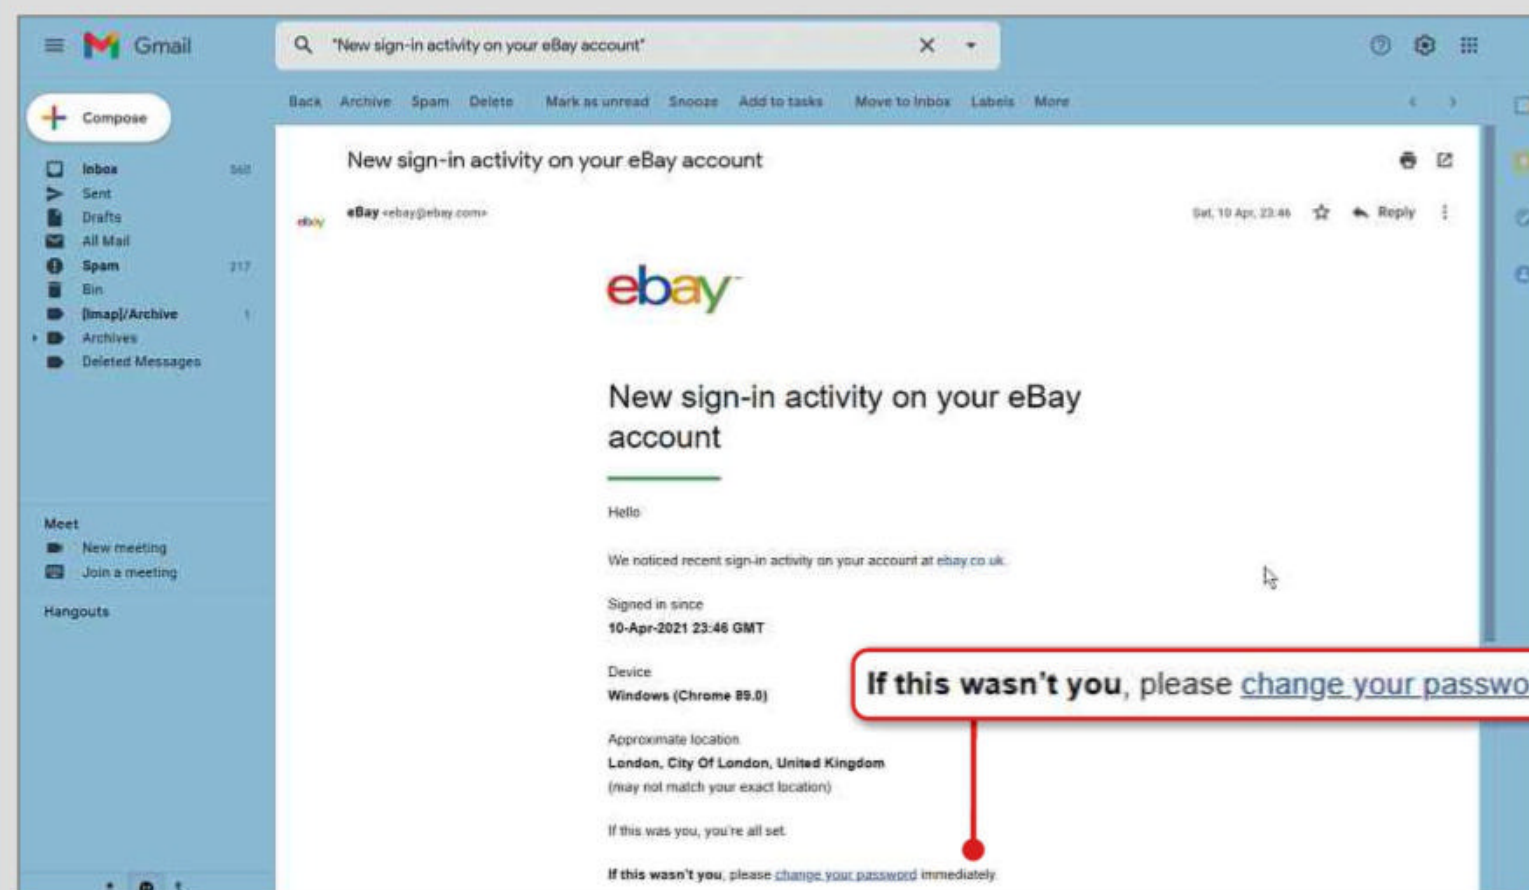 Gmail
"New sign-in activity on your eBay account"
Compose
Back Archive Spam Delete Mark as unread Snooze Add to tasks Move to Inbox Labels More
New sign-in activity on your eBay account
Inbox
Sent
Drafts
All Mail
Spam 217
Bin
[Imap]/Archive 1
Archives
Deleted Messages
Meet
New meeting
Join a meeting
Hangouts
ebay
eBay <ebay@ebay.com>
Sat, 10 Apr, 23:46 Reply
ebay
New sign-in activity on your eBay
account
Hello
We noticed recent sign-in activity on your account at ebay.co.uk.
Signed in since
10-Apr-2021 23:46 GMT
Device
Windows (Chrome 89.0)
Approximate location
London, City Of London, United Kingdom
(may not match your exact location)
If this was you, you're all set.
If this wasn't you, please change your password immediately.
If this wasn't you, please change your passwo